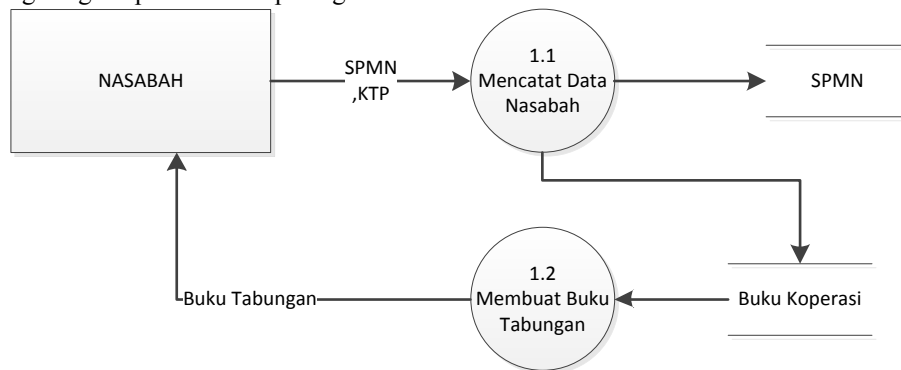 NASABAH
SPMN
,KTP
1.1
Mencatat Data
Nasabah
SPMN
Buku Tabungan
1.2
Membuat Buku
Tabungan
Buku Koperasi